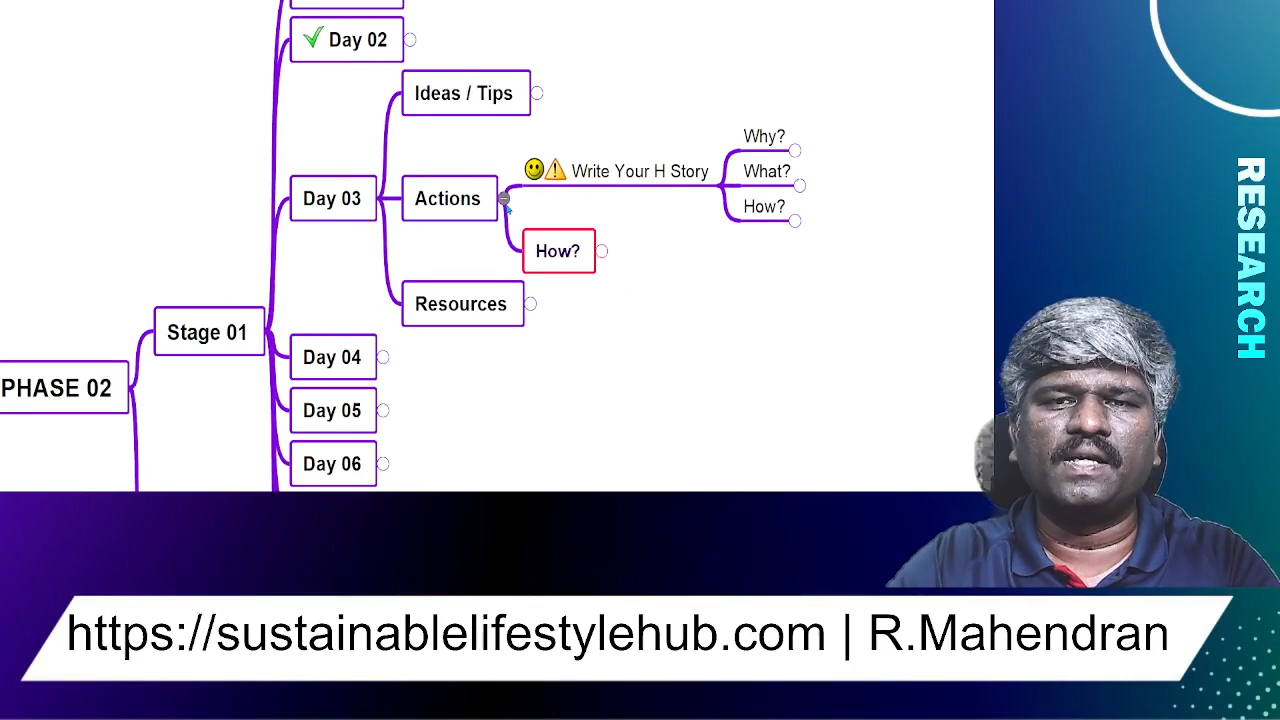 Day 02
Ideas / Tips
Why?
Write Your H Story
What?
Day 03
Actions
How?
How?
Resources
Stage 01
Day 04
PHASE 02
Day 05
Day 06
RESEARCH
https://sustainablelifestylehub.com | R.Mahendran